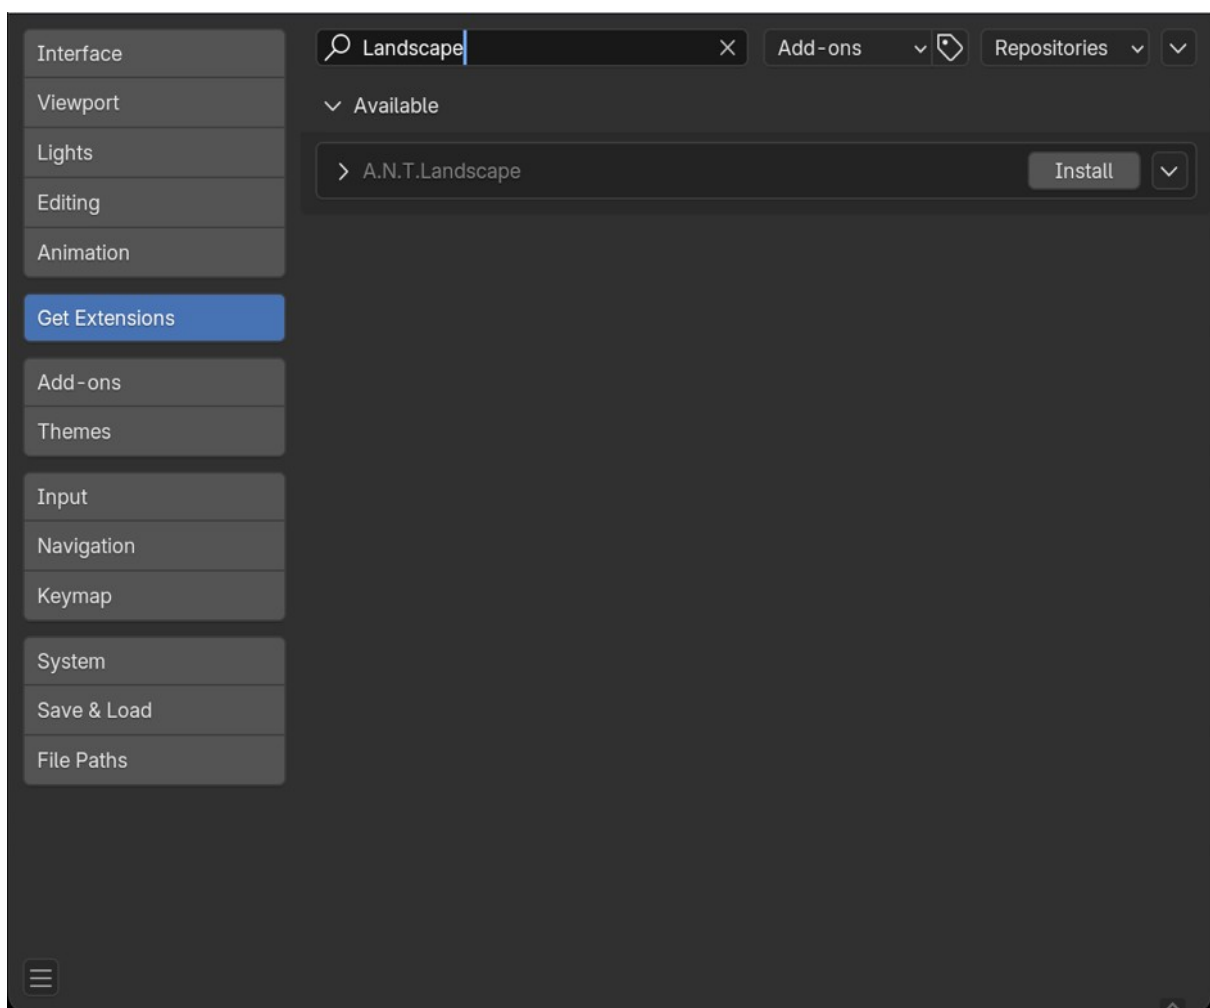 Interface
Viewport
Lights
Editing
Animation
Get Extensions
Add-ons
Themes
Input
Navigation
Keymap
System
Save & Load
File Paths
Landscape
Add-ons
Repositories
Available
A.N.T.Landscape
Install